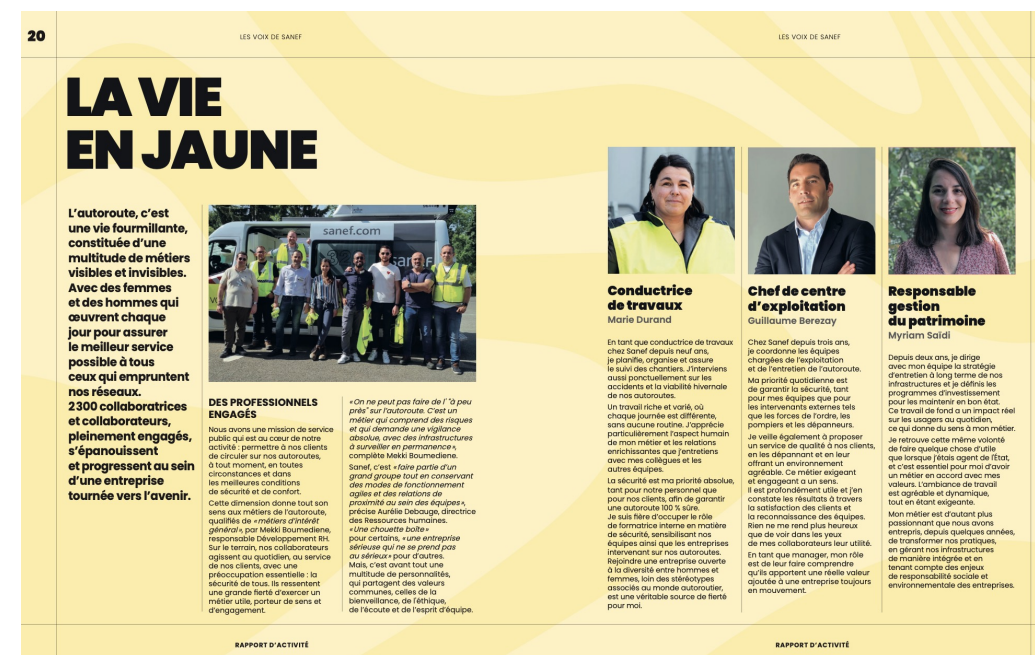 20
LES VOIX DE SANEF
LES VOIX DE SANEF
LA VIE
EN JAUNE
L'autoroute, c'est
une vie fourmillante,
constituée d'une
multitude de métiers
visibles et invisibles.
Avec des femmes
et des hommes qui
œuvrent chaque
jour pour assurer
le meilleur service
possible à tous
ceux qui empruntent
nos réseaux.
2300 collaboratrices
et collaborateurs,
pleinement engagés,
s'épanouissent
et progressent au sein
d'une entreprise
tournée vers l'avenir.
sanef.com
sanef
DES PROFESSIONNELS
ENGAGÉS
Nous avons une mission de service
public qui est au cœur de notre
activité : permettre à nos clients
de circuler sur nos autoroutes,
à tout moment, en toutes
circonstances et dans
les meilleures conditions
de sécurité et de confort.
Cette dimension donne tout son
sens aux métiers de l'autoroute,
qualifiés de «métiers d'intérêt
général», par Mekki Boumediene,
responsable Développement RH.
Sur le terrain, nos collaborateurs
agissent au quotidien, au service
de nos clients, avec une
préoccupation essentielle : la
sécurité de tous. Ils ressentent
une grande fierté d'exercer un
métier utile, porteur de sens et
d'engagement.
«On ne peut pas faire de l'"à peu
près" sur l'autoroute. C'est un
métier qui comprend des risques
et qui demande une vigilance
absolue, avec des infrastructures
à surveiller en permanence»,
complète Mekki Boumediene.
Sanef, c'est «faire partie d'un
grand groupe tout en conservant
des modes de fonctionnement
agiles et des relations de
proximité au sein des équipes»,
précise Aurélie Debauge, directrice
des Ressources humaines.
«Une chouette boîte»
pour certains, «une entreprise
sérieuse qui ne se prend pas
au sérieux» pour d'autres.
Mais, c'est avant tout une
multitude de personnalités,
qui partagent des valeurs
communes, celles de la
bienveillance, de l'éthique,
de l'écoute et de l'esprit d'équipe.
Conductrice
de travaux
Marie Durand
En tant que conductrice de travaux
chez Sanef depuis neuf ans,
je planifie, organise et assure
le suivi des chantiers. J'interviens
aussi ponctuellement sur les
accidents et la viabilité hivernale
de nos autoroutes.
Un travail riche et varié, où
chaque journée est différente,
sans aucune routine. J'apprécie
particulièrement l'aspect humain
de mon métier et les relations
enrichissantes que j'entretiens
avec mes collègues et les
autres équipes.
La sécurité est ma priorité absolue,
tant pour notre personnel que
pour nos clients, afin de garantir
une autoroute 100 % sûre.
Je suis fière d'occuper le rôle
de formatrice interne en matière
de sécurité, sensibilisant nos
équipes ainsi que les entreprises
intervenant sur nos autoroutes.
Rejoindre une entreprise ouverte
à la diversité entre hommes et
femmes, loin des stéréotypes
associés au monde autoroutier,
est une véritable source de fierté
pour moi.
Chef de centre
d'exploitation
Guillaume Berezay
Chez Sanef depuis trois ans,
je coordonne les équipes
chargées de l'exploitation
et de l'entretien de l'autoroute.
Ma priorité quotidienne est
de garantir la sécurité, tant
pour mes équipes que pour
les intervenants externes tels
que les forces de l'ordre, les
pompiers et les dépanneurs.
Je veille également à proposer
un service de qualité à nos clients,
en les dépannant et en leur
offrant un environnement
agréable. Ce métier exigeant
et engageant a un sens.
Il est profondément utile et j'en
constate les résultats à travers
la satisfaction des clients et
la reconnaissance des équipes.
Rien ne me rend plus heureux
que de voir dans les yeux
de mes collaborateurs leur utilité.
En tant que manager, mon rôle
est de leur faire comprendre
qu'ils apportent une réelle valeur
ajoutée à une entreprise toujours
en mouvement.
Responsable
gestion
du patrimoine
Myriam Saïdi
Depuis deux ans, je dirige
avec mon équipe la stratégie
d'entretien à long terme de nos
infrastructures et je définis les
programmes d'investissement
pour les maintenir en bon état.
Ce travail de fond a un impact réel
sur les usagers au quotidien,
ce qui donne du sens à mon métier.
Je retrouve cette même volonté
de faire quelque chose d'utile
que lorsque j'étais agent de l'État,
et c'est essentiel pour moi d'avoir
un métier en accord avec mes
valeurs. L'ambiance de travail
est agréable et dynamique,
tout en étant exigeante.
Mon métier est d'autant plus
passionnant que nous avons
entrepris, depuis quelques années,
de transformer nos pratiques,
en gérant nos infrastructures
de manière intégrée et en
tenant compte des enjeux
de responsabilité sociale et
environnementale des entreprises.
RAPPORT D'ACTIVITÉ
RAPPORT D'ACTIVITÉ